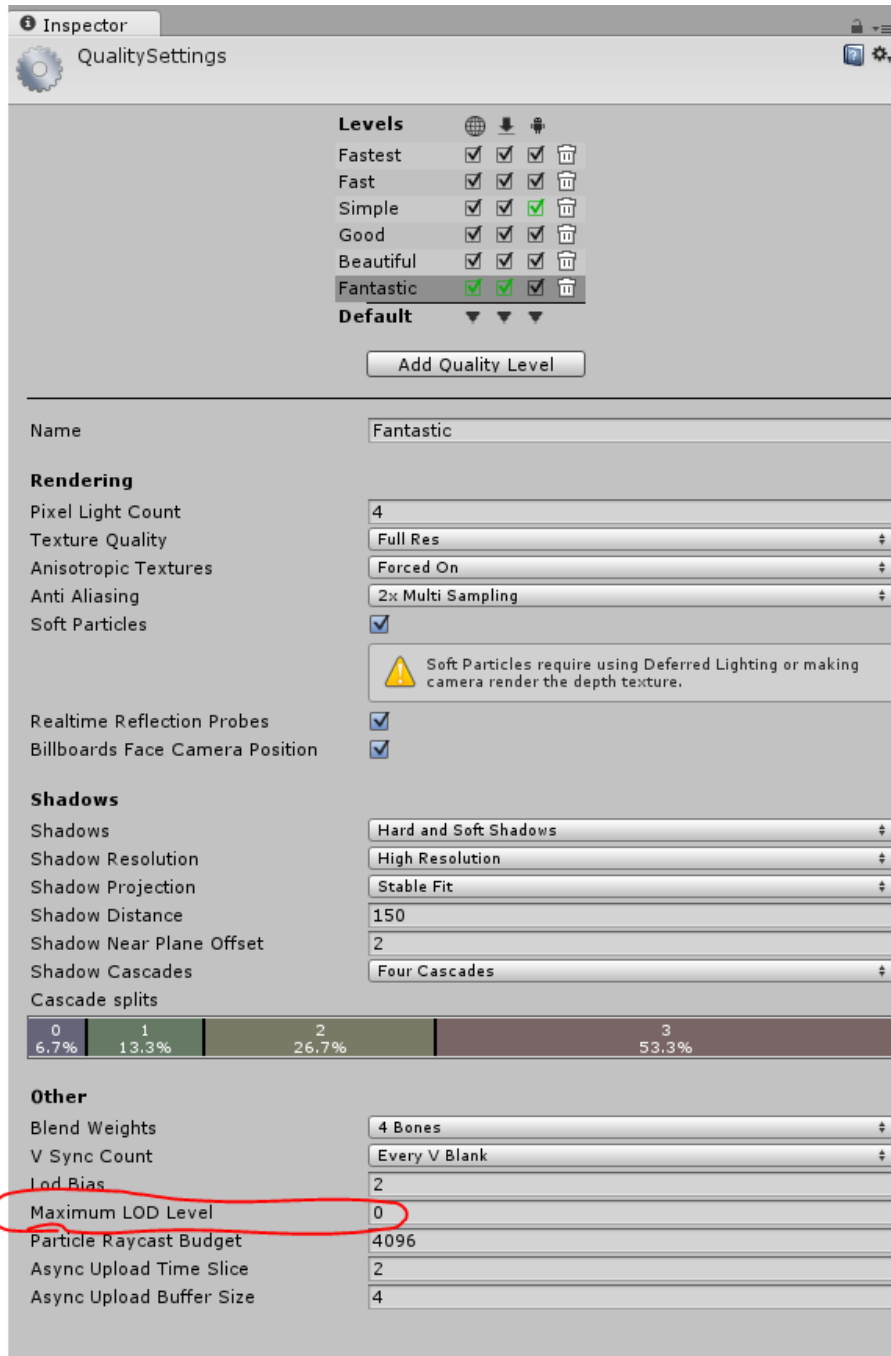 Inspector
QualitySettings
Levels
Fastest
Fast
Simple
Good
Beautiful
Fantastic
Default
Add Quality Level
Name Fantastic
Rendering
Pixel Light Count 4
Texture Quality Full Res
Anisotropic Textures Forced On
Anti Aliasing 2x Multi Sampling
Soft Particles
Soft Particles require using Deferred Lighting or making
camera render the depth texture.
Realtime Reflection Probes
Billboards Face Camera Position
Shadows
Shadows Hard and Soft Shadows
Shadow Resolution High Resolution
Shadow Projection Stable Fit
Shadow Distance 150
Shadow Near Plane Offset 2
Shadow Cascades Four Cascades
Cascade splits
0 1 2 3
6.7% 13.3% 26.7% 53.3%
Other
Blend Weights 4 Bones
V Sync Count Every V Blank
Lod Bias 2
Maximum LOD Level 0
Particle Raycast Budget 4096
Async Upload Time Slice 2
Async Upload Buffer Size 4